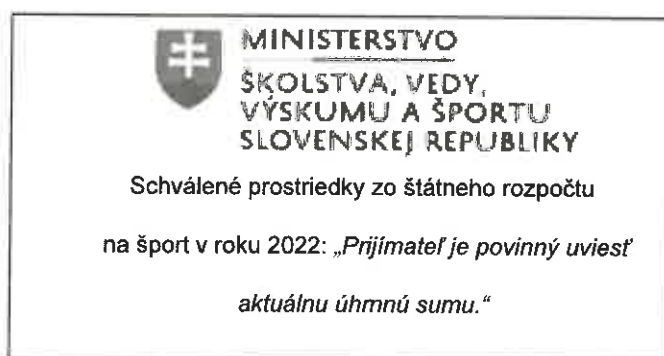 MINISTERSTVO
ŠKOLSTVA, VEDY,
VÝSKUMU A ŠPORTU
SLOVENSKEJ REPUBLIKY
Schválené prostriedky zo štátneho rozpočtu
na šport v roku 2022: „Prijímateľ je povinný uviesť
aktuálnu úhrnnú sumu.“